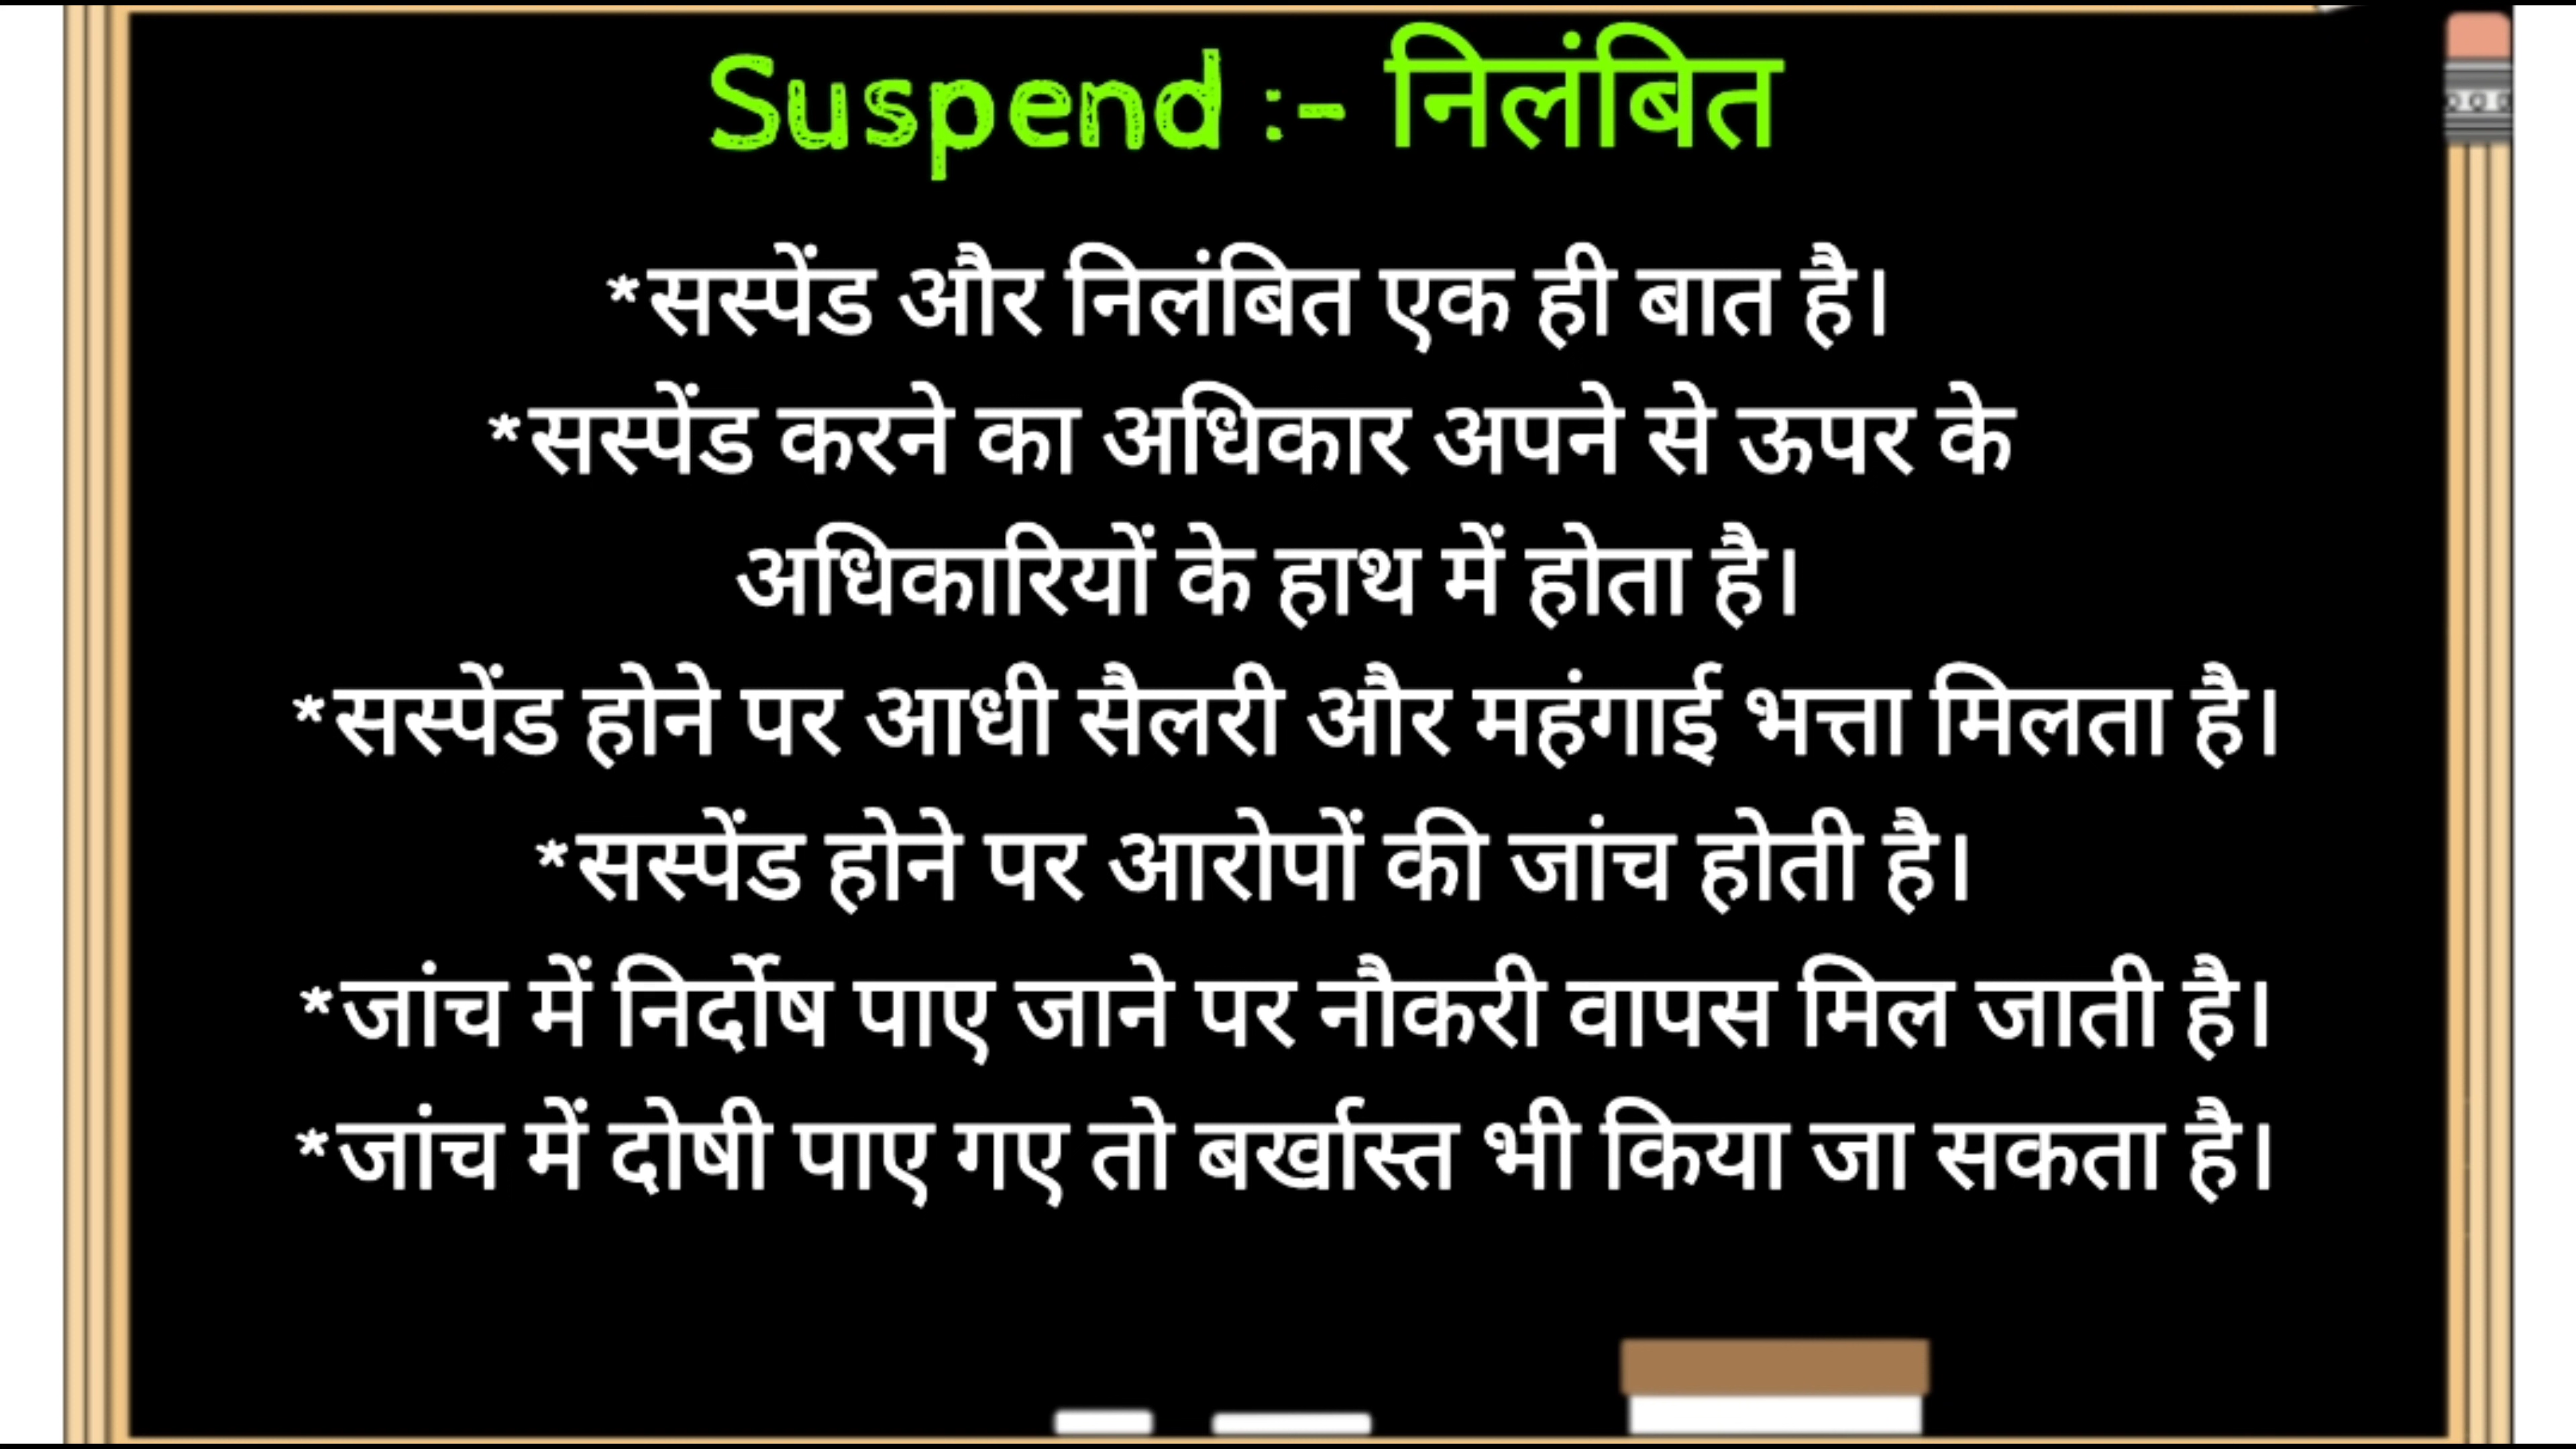 Suspend :- निलंबित
*सस्पेंड और निलंबित एक ही बात है।
*सस्पेंड करने का अधिकार अपने से ऊपर के
अधिकारियों के हाथ में होता है।
*सस्पेंड होने पर आधी सैलरी और महंगाई भत्ता मिलता है।
*सस्पेंड होने पर आरोपों की जांच होती है।
*जांच में निर्दोष पाए जाने पर नौकरी वापस मिल जाती है।
*जांच में दोषी पाए गए तो बर्खास्त भी किया जा सकता है।